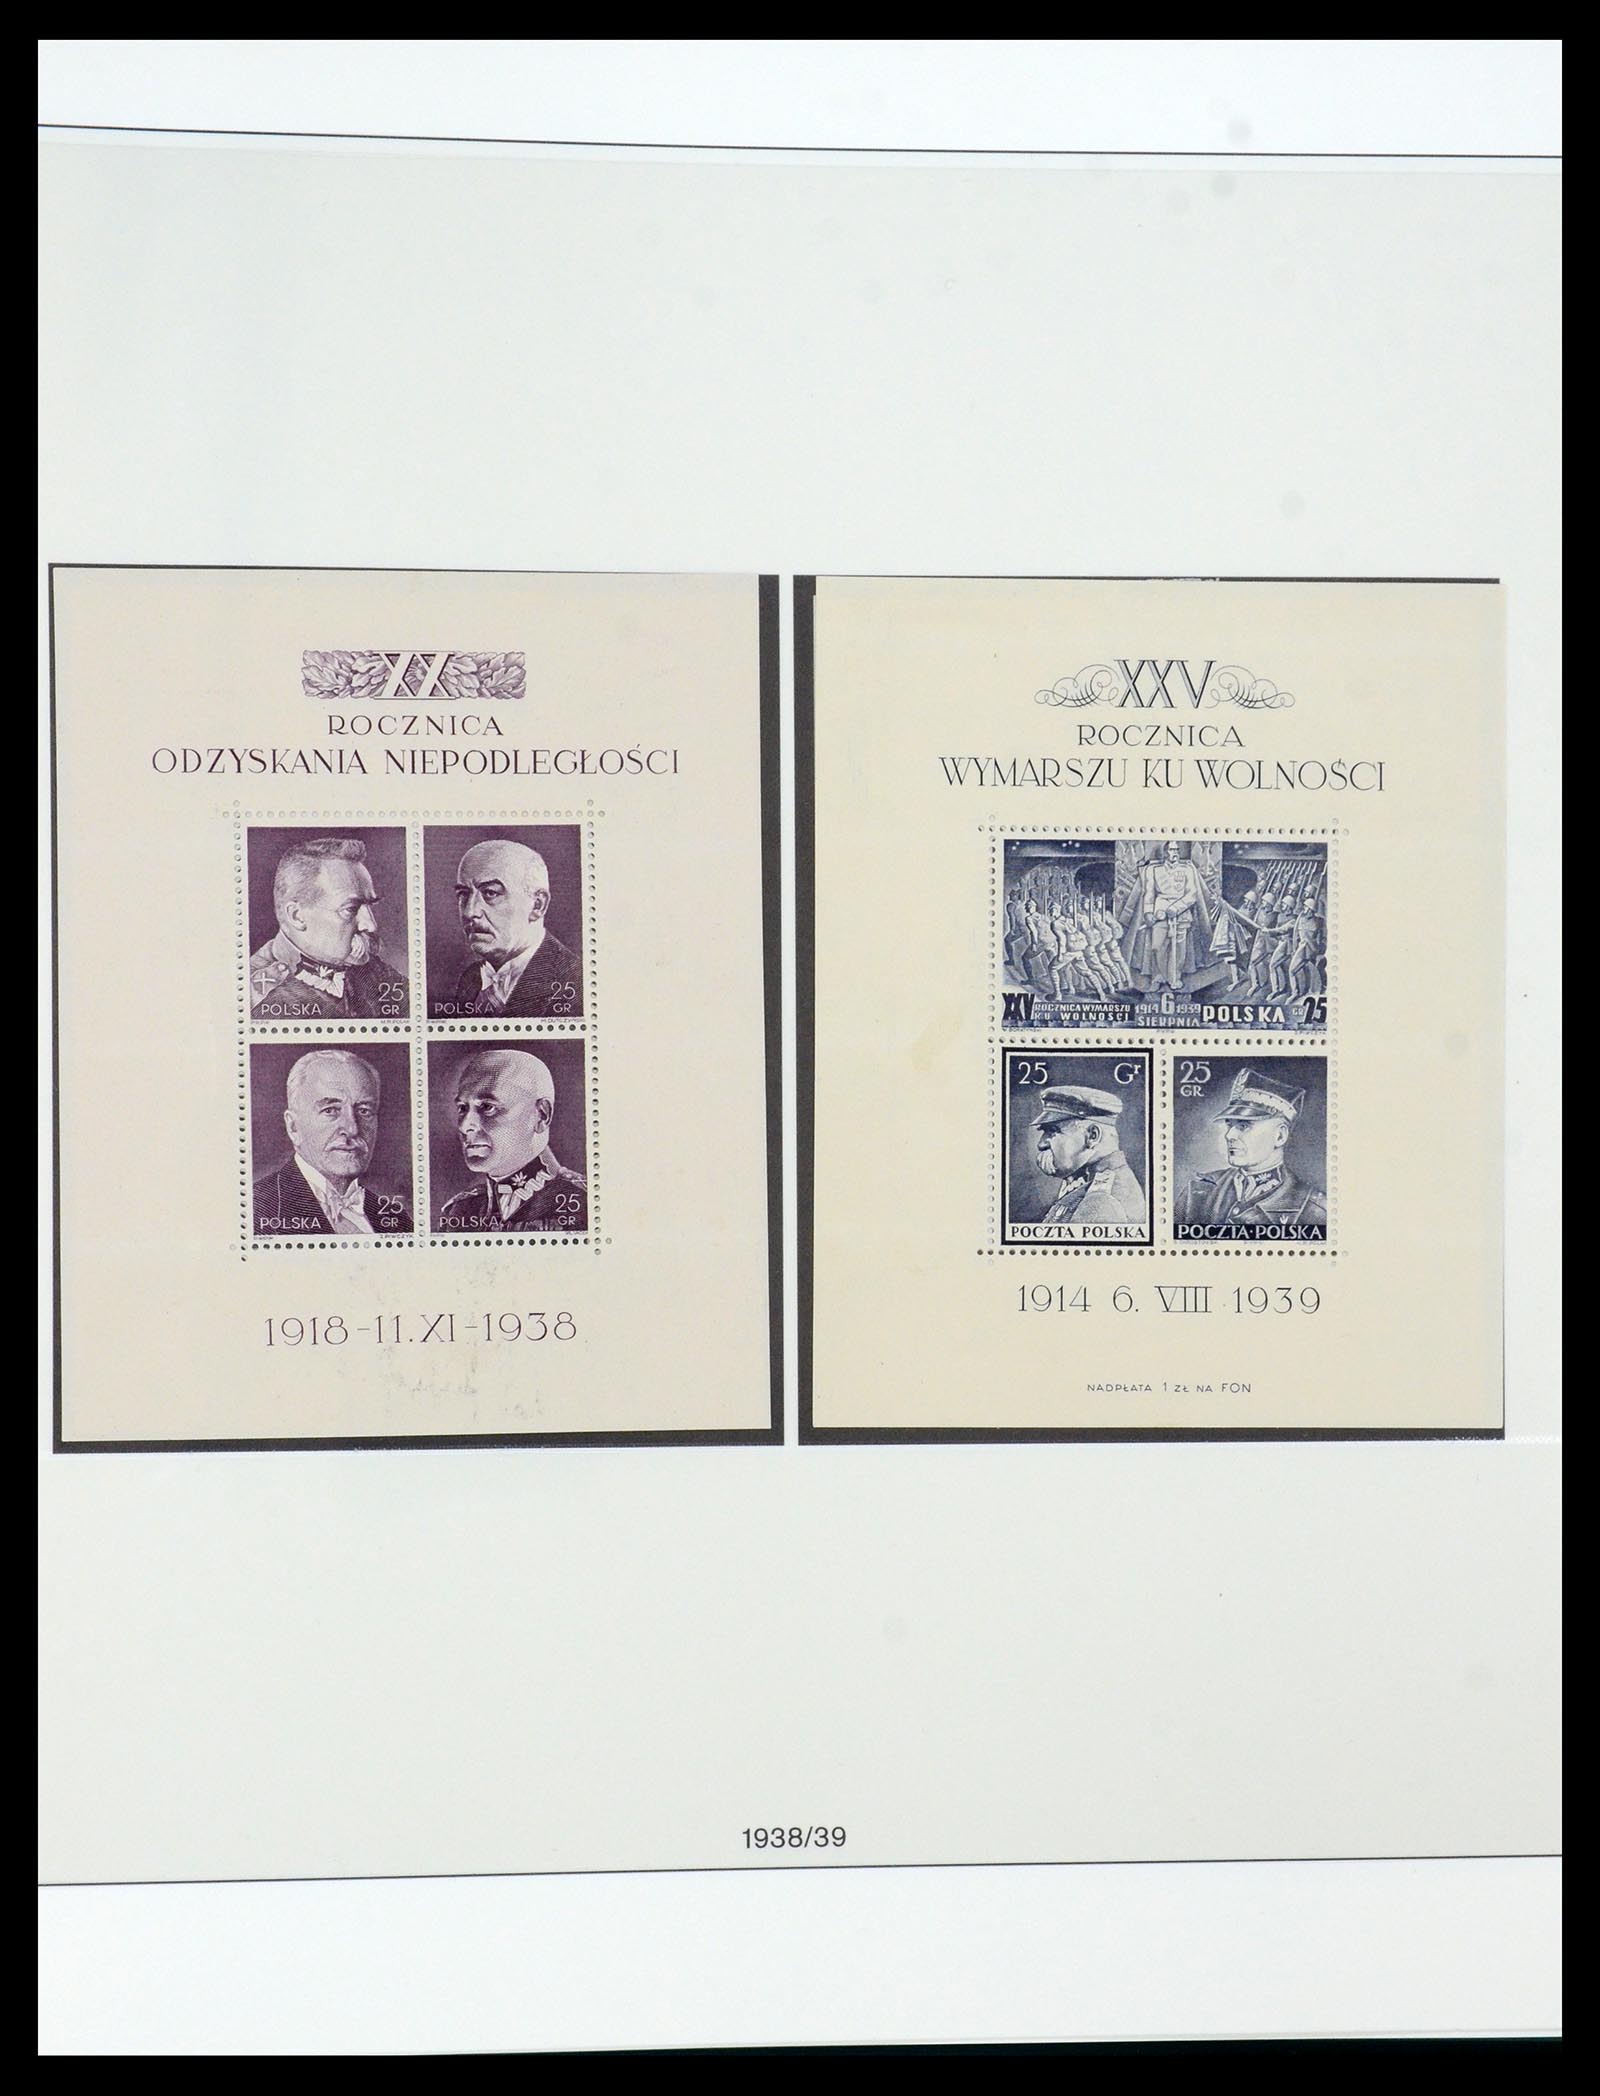 XX
ROCZNICA
ODZYSKANIA NIEPODLEGŁOŚCI
POLSKA 25 GR
POLSKA 25 GR
POLSKA 25 GR
POLSKA 25 GR
1918-11.XI-1938
XXV
ROCZNICA
WYMARSZU KU WOLNOŚCI
XXV ROCZNICA WYMARSZU 1914 6 1939 POLSKA GR 25
KU WOLNOŚCI SIERPNIA
25 Gr
POCZTA POLSKA
25
GR.
POCZTA·POLSKA
1914 6. VIII 1939
NADPŁATA 1 ZŁ NA FON
1938/39